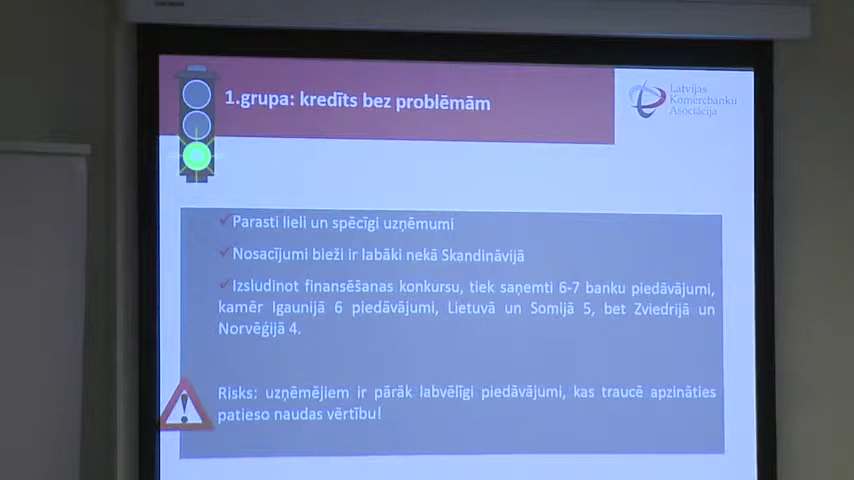 1.grupa: kredīts bez problēmām
Latvijas
Komercbanku
Asociācija
Parasti lieli un spēcīgi uzņēmumi
Nosacījumi bieži ir labāki nekā Skandināvijā
Izsludinot finansēšanas konkursu, tiek saņemti 6-7 banku piedāvājumi,
kamēr Igaunijā 6 piedāvājumi, Lietuvā un Somijā 5, bet Zviedrijā un
Norvēģijā 4.
Risks: uzņēmējiem ir pārāk labvēlīgi piedāvājumi, kas traucē apzināties
patieso naudas vērtību!